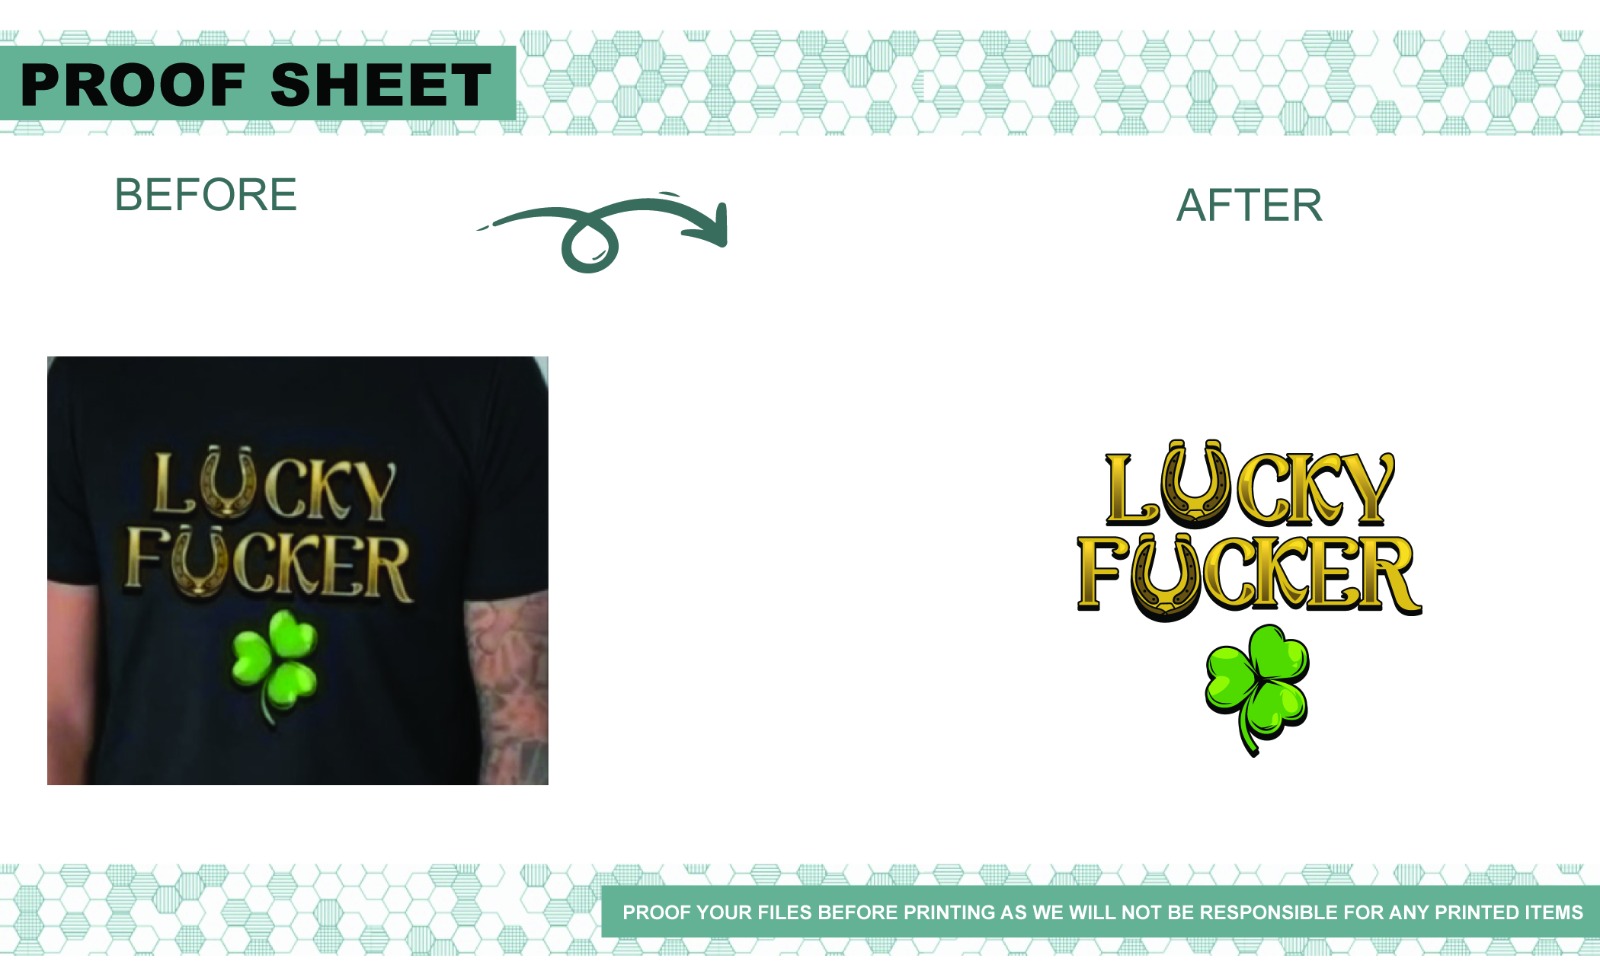 PROOF SHEET
BEFORE
AFTER
LUCKY
FUCKER
LUCKY
FUCKER
PROOF YOUR FILES BEFORE PRINTING AS WE WILL NOT BE RESPONSIBLE FOR ANY PRINTED ITEMS